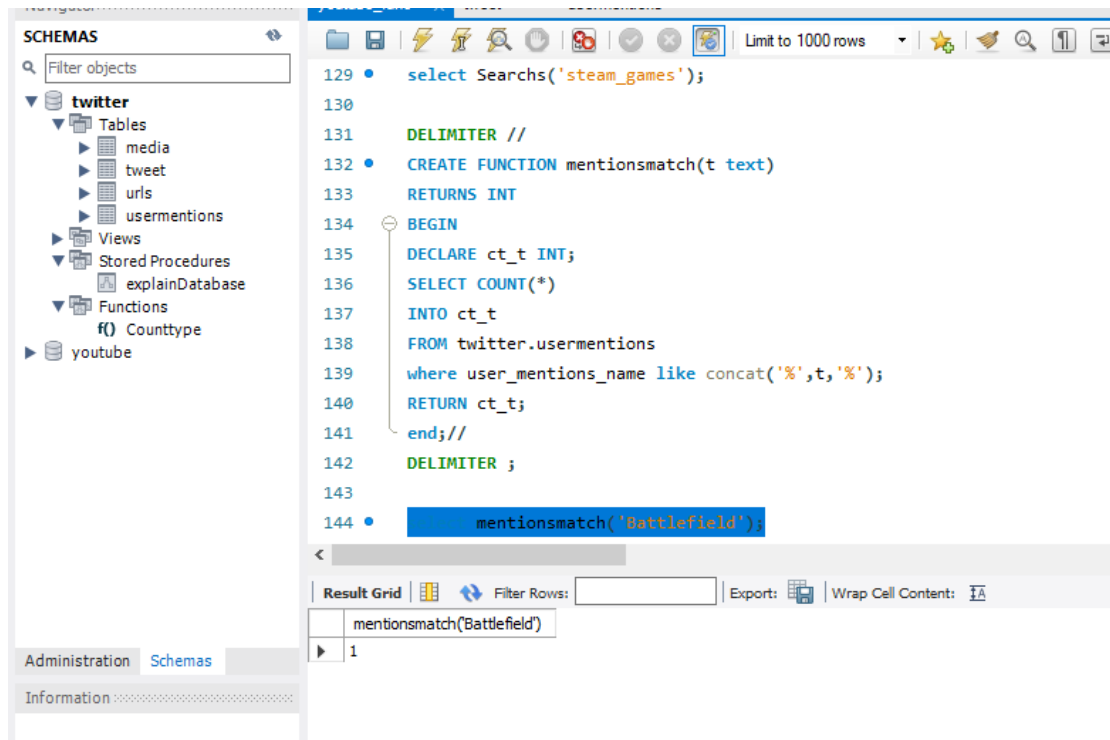 SCHEMAS
Filter objects
twitter
Tables
media
tweet
urls
usermentions
Views
Stored Procedures
explainDatabase
Functions
f() Counttype
youtube
Administration Schemas
Information
Limit to 1000 rows
129 select Searchs('steam_games');
130
131 DELIMITER //
132 CREATE FUNCTION mentionsmatch(t text)
133 RETURNS INT
134 BEGIN
135 DECLARE ct_t INT;
136 SELECT COUNT(*)
137 INTO ct_t
138 FROM twitter.usermentions
139 where user_mentions_name like concat('%',t,'%');
140 RETURN ct_t;
141 end;//
142 DELIMITER ;
143
144 mentionsmatch('Battlefield');
Result Grid Filter Rows: Export: Wrap Cell Content:
mentionsmatch('Battlefield')
1